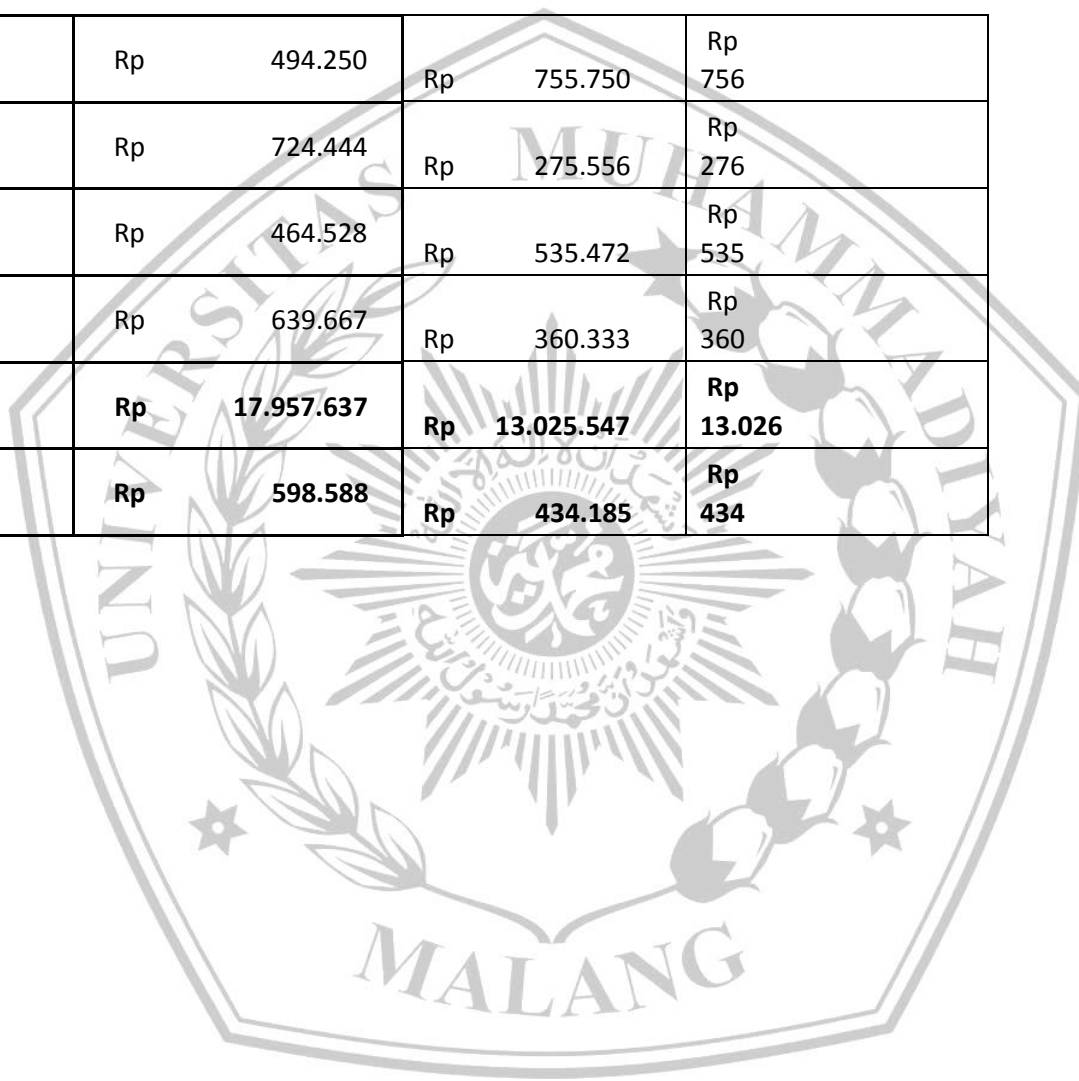 Rp 494.250 Rp 755.750 Rp 756
Rp 724.444 Rp 275.556 Rp 276
Rp 464.528 Rp 535.472 Rp 535
Rp 639.667 Rp 360.333 Rp 360
Rp 17.957.637 Rp 13.025.547 Rp 13.026
Rp 598.588 Rp 434.185 Rp 434
UNIVERSITAS MUHAMMADIYAH
MALANG